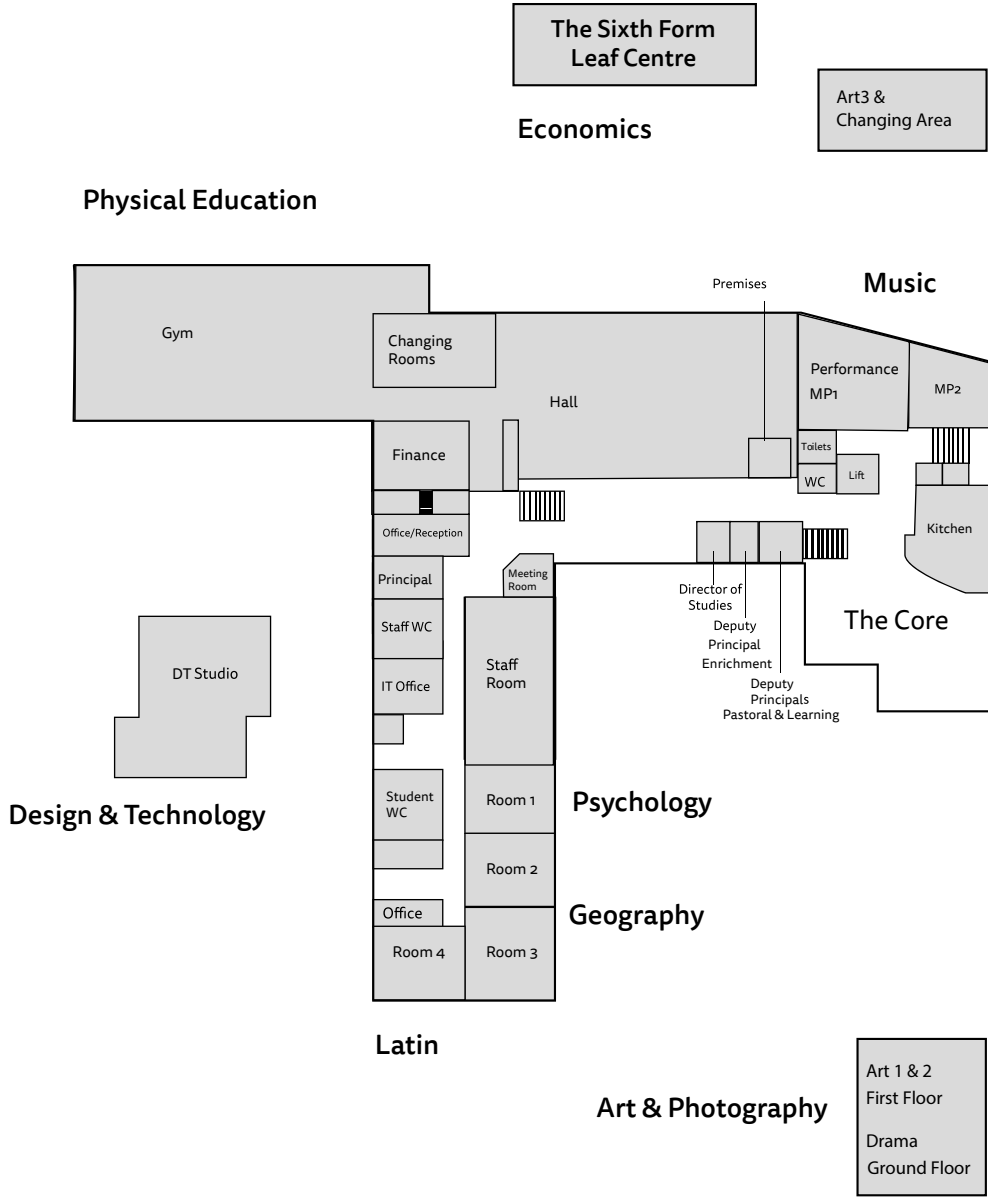 The Sixth Form
Leaf Centre
Art3 &
Changing Area
Economics
Physical Education
Music
Premises
Gym
Changing
Rooms
Hall
Performance
MP1
MP2
Toilets
WC
Lift
Finance
Office/Reception
Kitchen
Principal
Meeting
Room
Director of
Studies
Deputy
Principal
Enrichment
Deputy
Principals
Pastoral & Learning
The Core
Staff WC
Staff
Room
IT Office
DT Studio
Design & Technology
Student
WC
Room 1
Psychology
Room 2
Geography
Office
Room 4
Room 3
Latin
Art & Photography
Art 1 & 2
First Floor
Drama
Ground Floor